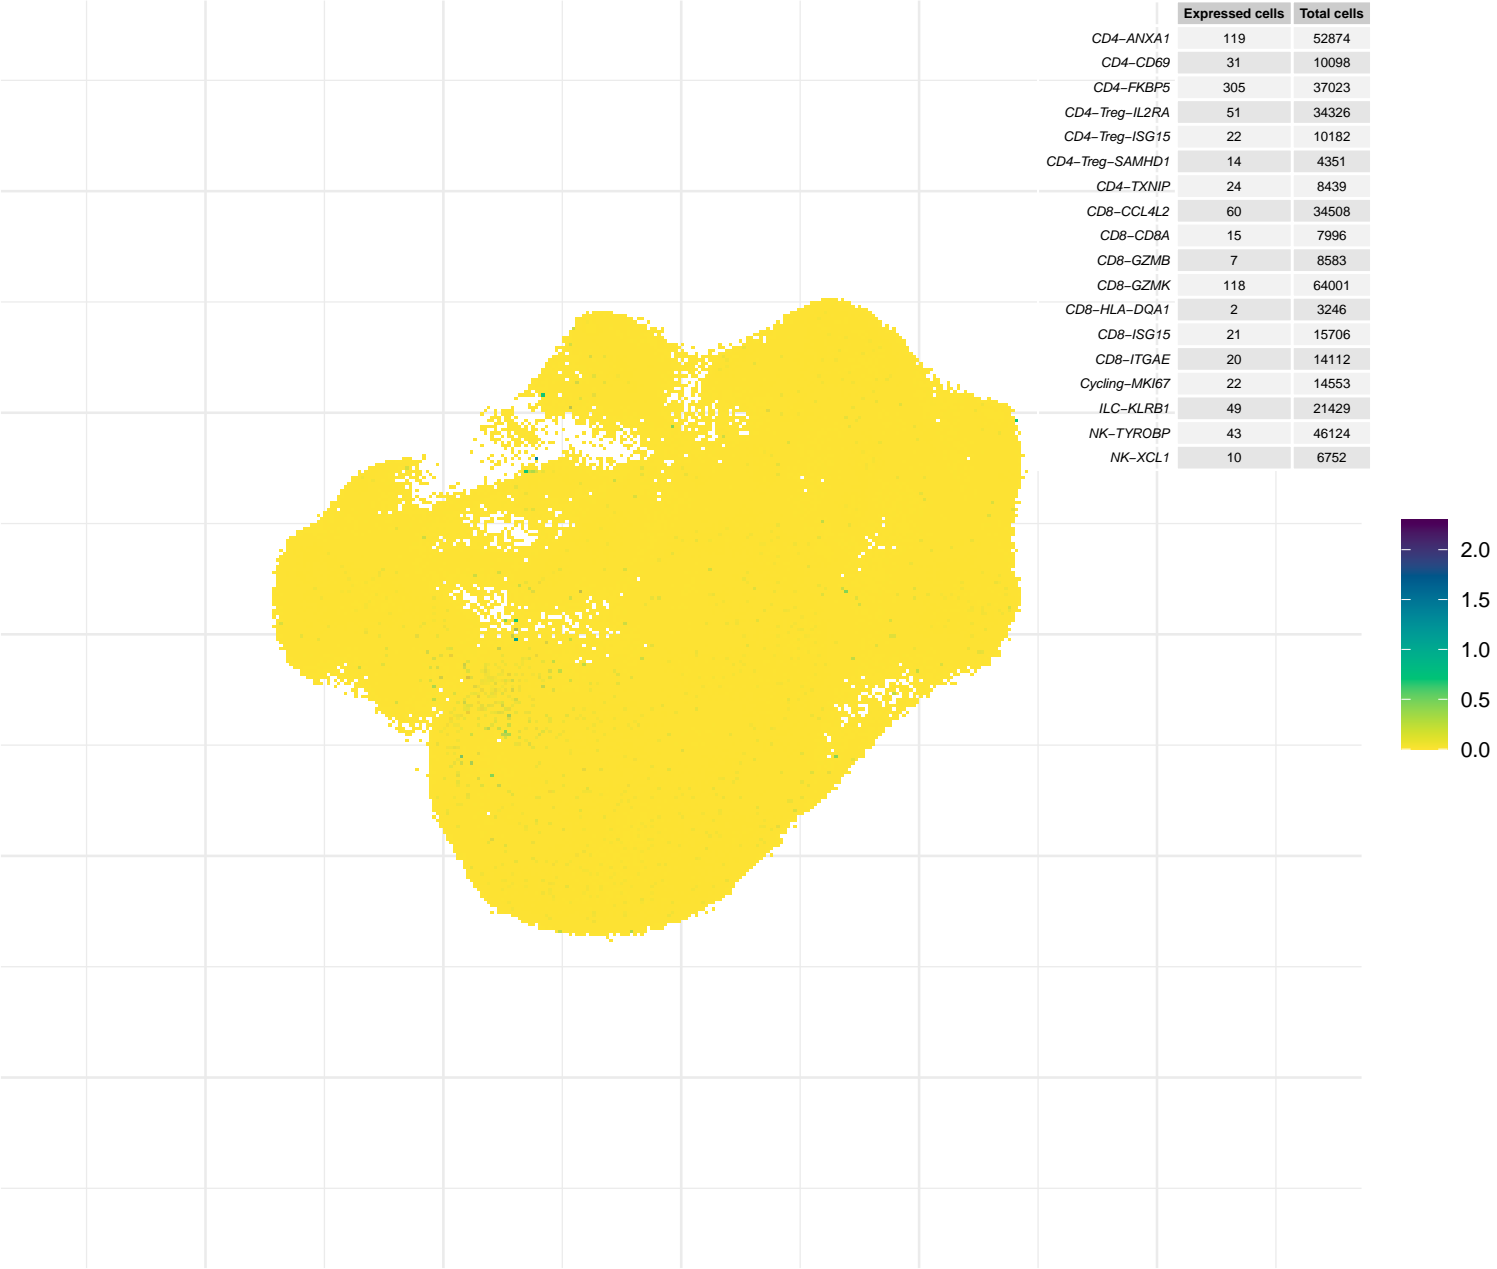 Expressed cells Total cells
CD4−ANXA1 119 52874
CD4−CD69 31 10098
CD4−FKBP5 305 37023
CD4−Treg−IL2RA 51 34326
CD4−Treg−ISG15 22 10182
CD4−Treg−SAMHD1 14 4351
CD4−TXNIP 24 8439
CD8−CCL4L2 60 34508
CD8−CD8A 15 7996
CD8−GZMB 7 8583
CD8−GZMK 118 64001
CD8−HLA−DQA1 2 3246
CD8−ISG15 21 15706
CD8−ITGAE 20 14112
Cycling−MKI67 22 14553
ILC−KLRB1 49 21429
NK−TYROBP 43 46124
NK−XCL1 10 6752
2.0
1.5
1.0
0.5
0.0